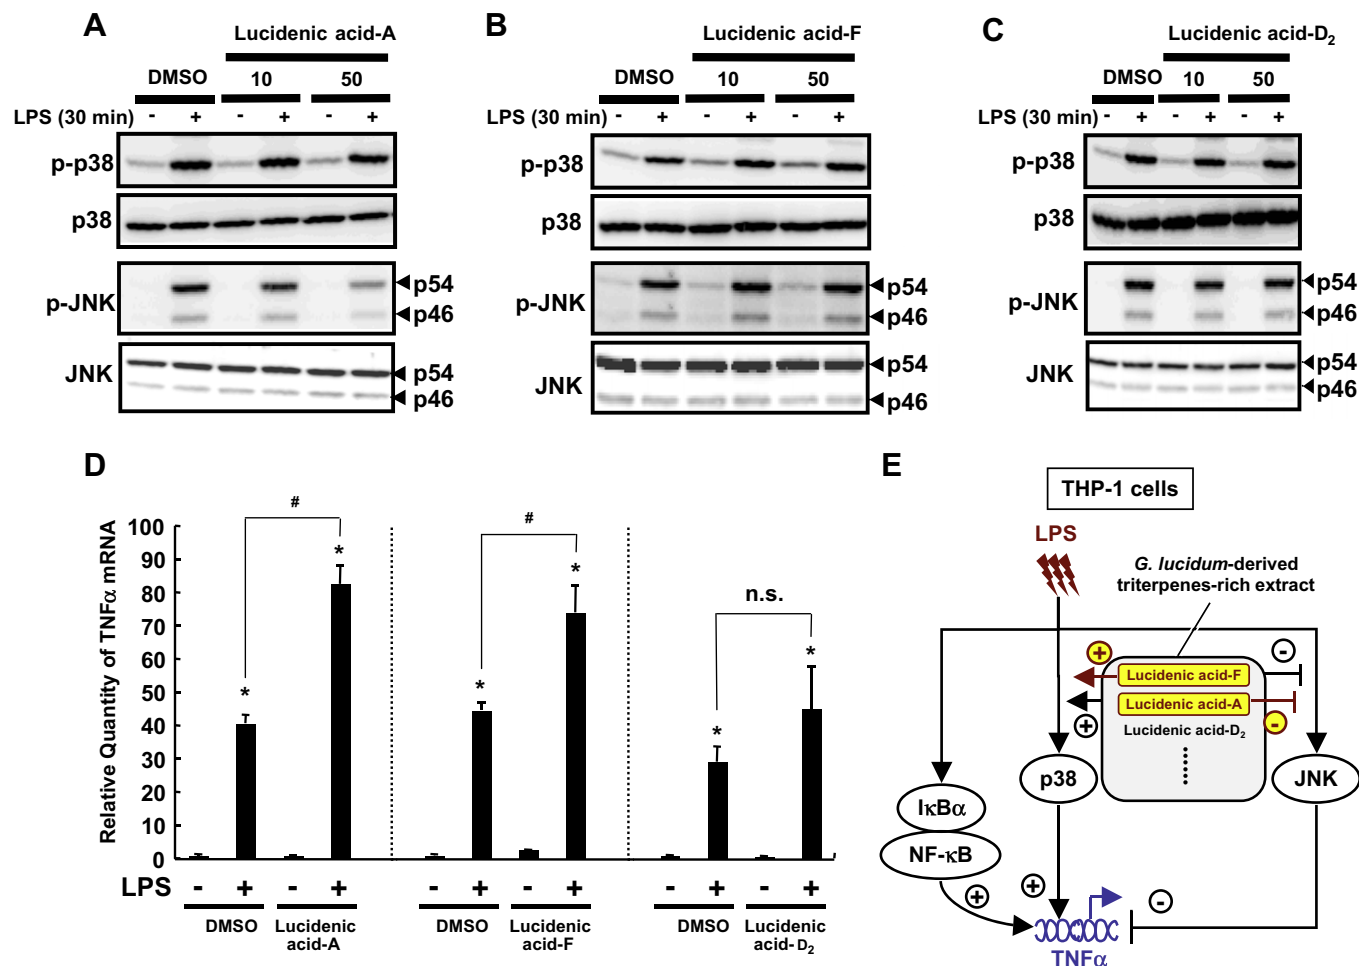 A
Lucidenic acid-A
DMSO 10 50
LPS (30 min) - + - + - +
p-p38
p38
p-JNK
p54
p46
JNK
p54
p46
B
Lucidenic acid-F
DMSO 10 50
LPS (30 min) - + - + - +
p-p38
p38
p-JNK
p54
p46
JNK
p54
p46
C
Lucidenic acid-D₂
DMSO 10 50
LPS (30 min) - + - + - +
p-p38
p38
p-JNK
p54
p46
JNK
p54
p46
D
Relative Quantity of TNFα mRNA
100
90
80
70
60
50
40
30
20
10
0
* # *
* # *
* n.s. *
LPS - + - + - + - + - + - +
DMSO Lucidenic acid-A
DMSO Lucidenic acid-F
DMSO Lucidenic acid-D₂
E
THP-1 cells
LPS
G. lucidum-derived
triterpenes-rich extract
+ -
Lucidenic acid-F
Lucidenic acid-A
+ -
Lucidenic acid-D₂
p38
JNK
IκBα
NF-κB
+ + -
TNFα